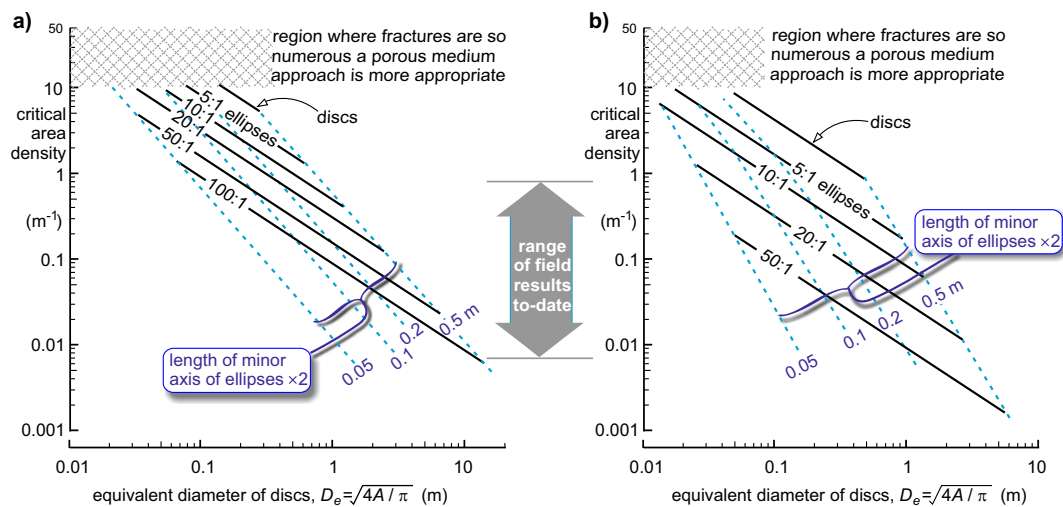 a)
50
10
critical
area
density
1
(m⁻¹)
0.1
0.01
0.001
0.01
0.1
1
10
equivalent diameter of discs, Dₑ=√4A / π (m)
region where fractures are so
numerous a porous medium
approach is more appropriate
discs
5:1 ellipses
10:1
20:1
50:1
100:1
0.05
0.1
0.2
0.5 m
length of minor
axis of ellipses ×2
range
of field
results
to-date
b)
50
10
critical
area
density
1
(m⁻¹)
0.1
0.01
0.001
0.01
0.1
1
10
equivalent diameter of discs, Dₑ=√4A / π (m)
region where fractures are so
numerous a porous medium
approach is more appropriate
discs
5:1 ellipses
10:1
20:1
50:1
length of minor
axis of ellipses ×2
0.05
0.1
0.2
0.5 m